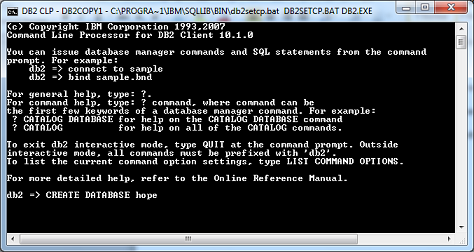 DB2 CLP - DB2COPY1 - C:\PROGRA~1\IBM\SQLLIB\BIN\db2setcp.bat DB2SETCP.BAT DB2.EXE
(c) Copyright IBM Corporation 1993,2007
Command Line Processor for DB2 Client 10.1.0
You can issue database manager commands and SQL statements from the command
prompt. For example:
db2 => connect to sample
db2 => bind sample.bnd
For general help, type: ?.
For command help, type: ? command, where command can be
the first few keywords of a database manager command. For example:
? CATALOG DATABASE for help on the CATALOG DATABASE command
? CATALOG for help on all of the CATALOG commands.
To exit db2 interactive mode, type QUIT at the command prompt. Outside
interactive mode, all commands must be prefixed with 'db2'.
To list the current command option settings, type LIST COMMAND OPTIONS.
For more detailed help, refer to the Online Reference Manual.
db2 => CREATE DATABASE hope